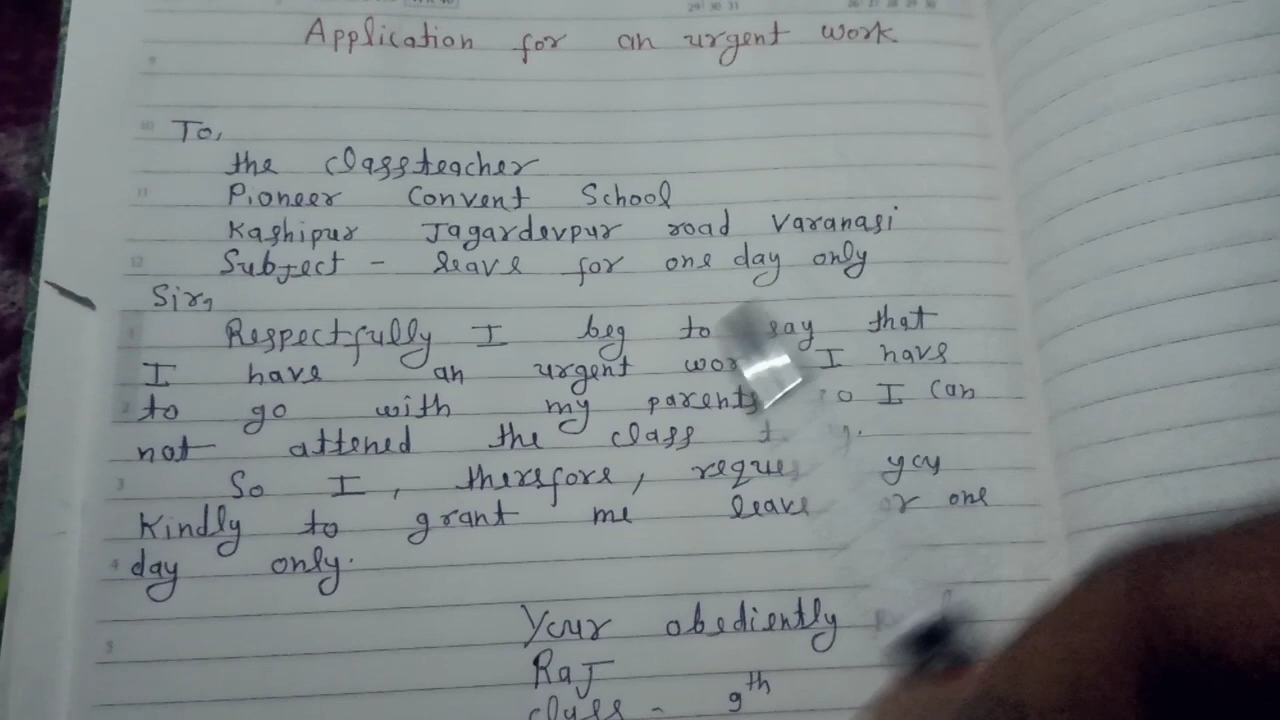 Application for an urgent work
To,
the classteacher
Pioneer Convent School
Kashipur Jagardevpur road Varanasi
Subject - leave for one day only
Sir,
Respectfully I beg to say that
I have an urgent I have
to go with my parents I can
not attened the class
So I, therefore, you
Kindly to grant me leave one
day only.
Your obediently
Raj
class - 9th